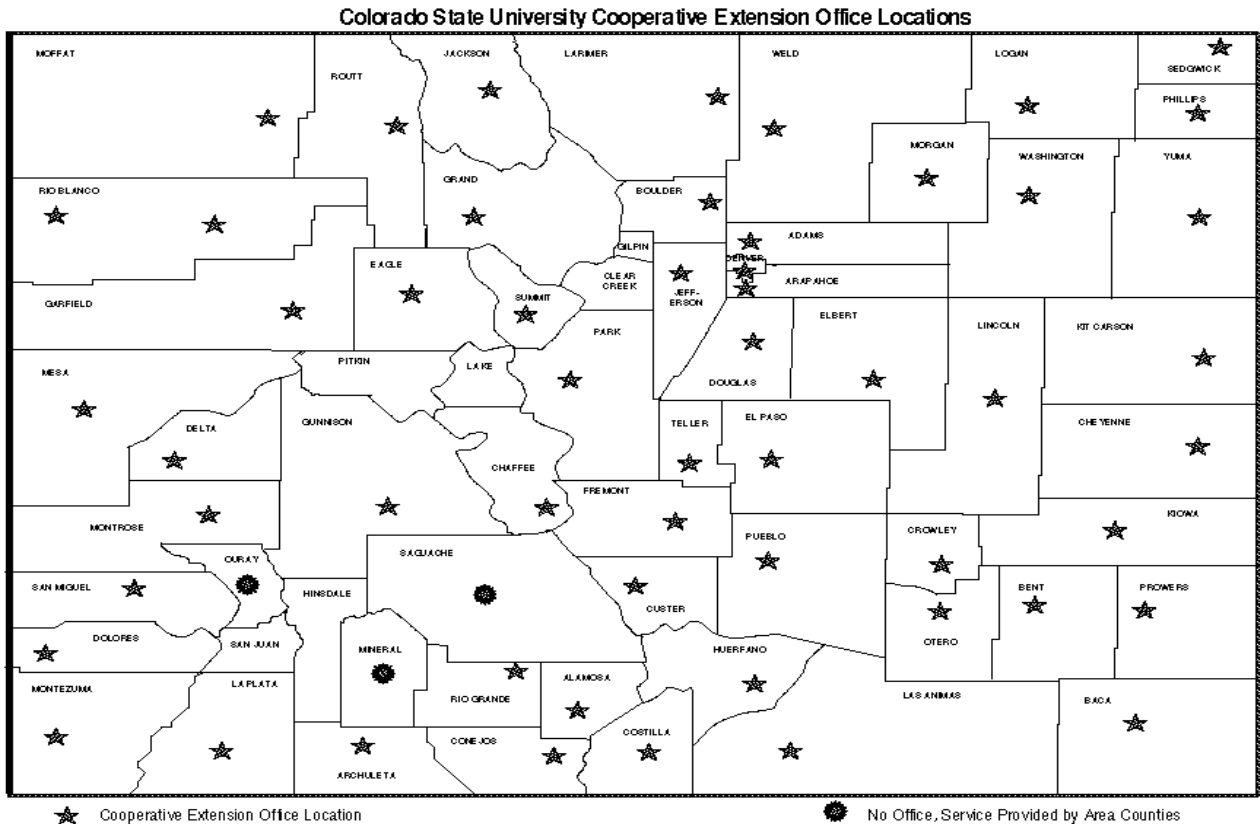 Colorado State University Cooperative Extension Office Locations
MOFFAT
ROUTT
JACKSON
LARIMER
WELD
LOGAN
SEDGWICK
PHILLIPS
RIO BLANCO
GRAND
BOULDER
MORGAN
WASHINGTON
YUMA
GILPIN
ADAMS
DENVER
GARFIELD
EAGLE
SUMMIT
CLEAR
CREEK
JEFF-
ERSON
ARAPAHOE
PARK
ELBERT
LINCOLN
KIT CARSON
MESA
PITKIN
LAKE
DOUGLAS
DELTA
GUNNISON
CHAFFEE
TELLER
EL PASO
CHEYENNE
MONTROSE
FREMONT
OURAY
SAGUACHE
PUEBLO
CROWLEY
KIOWA
SAN MIGUEL
HINSDALE
CUSTER
BENT
PROWERS
DOLORES
SAN JUAN
MINERAL
HUERFANO
OTERO
MONTEZUMA
LA PLATA
RIO GRANDE
ALAMOSA
LAS ANIMAS
BACA
ARCHULETA
CONEJOS
COSTILLA
Cooperative Extension Office Location
No Office, Service Provided by Area Counties